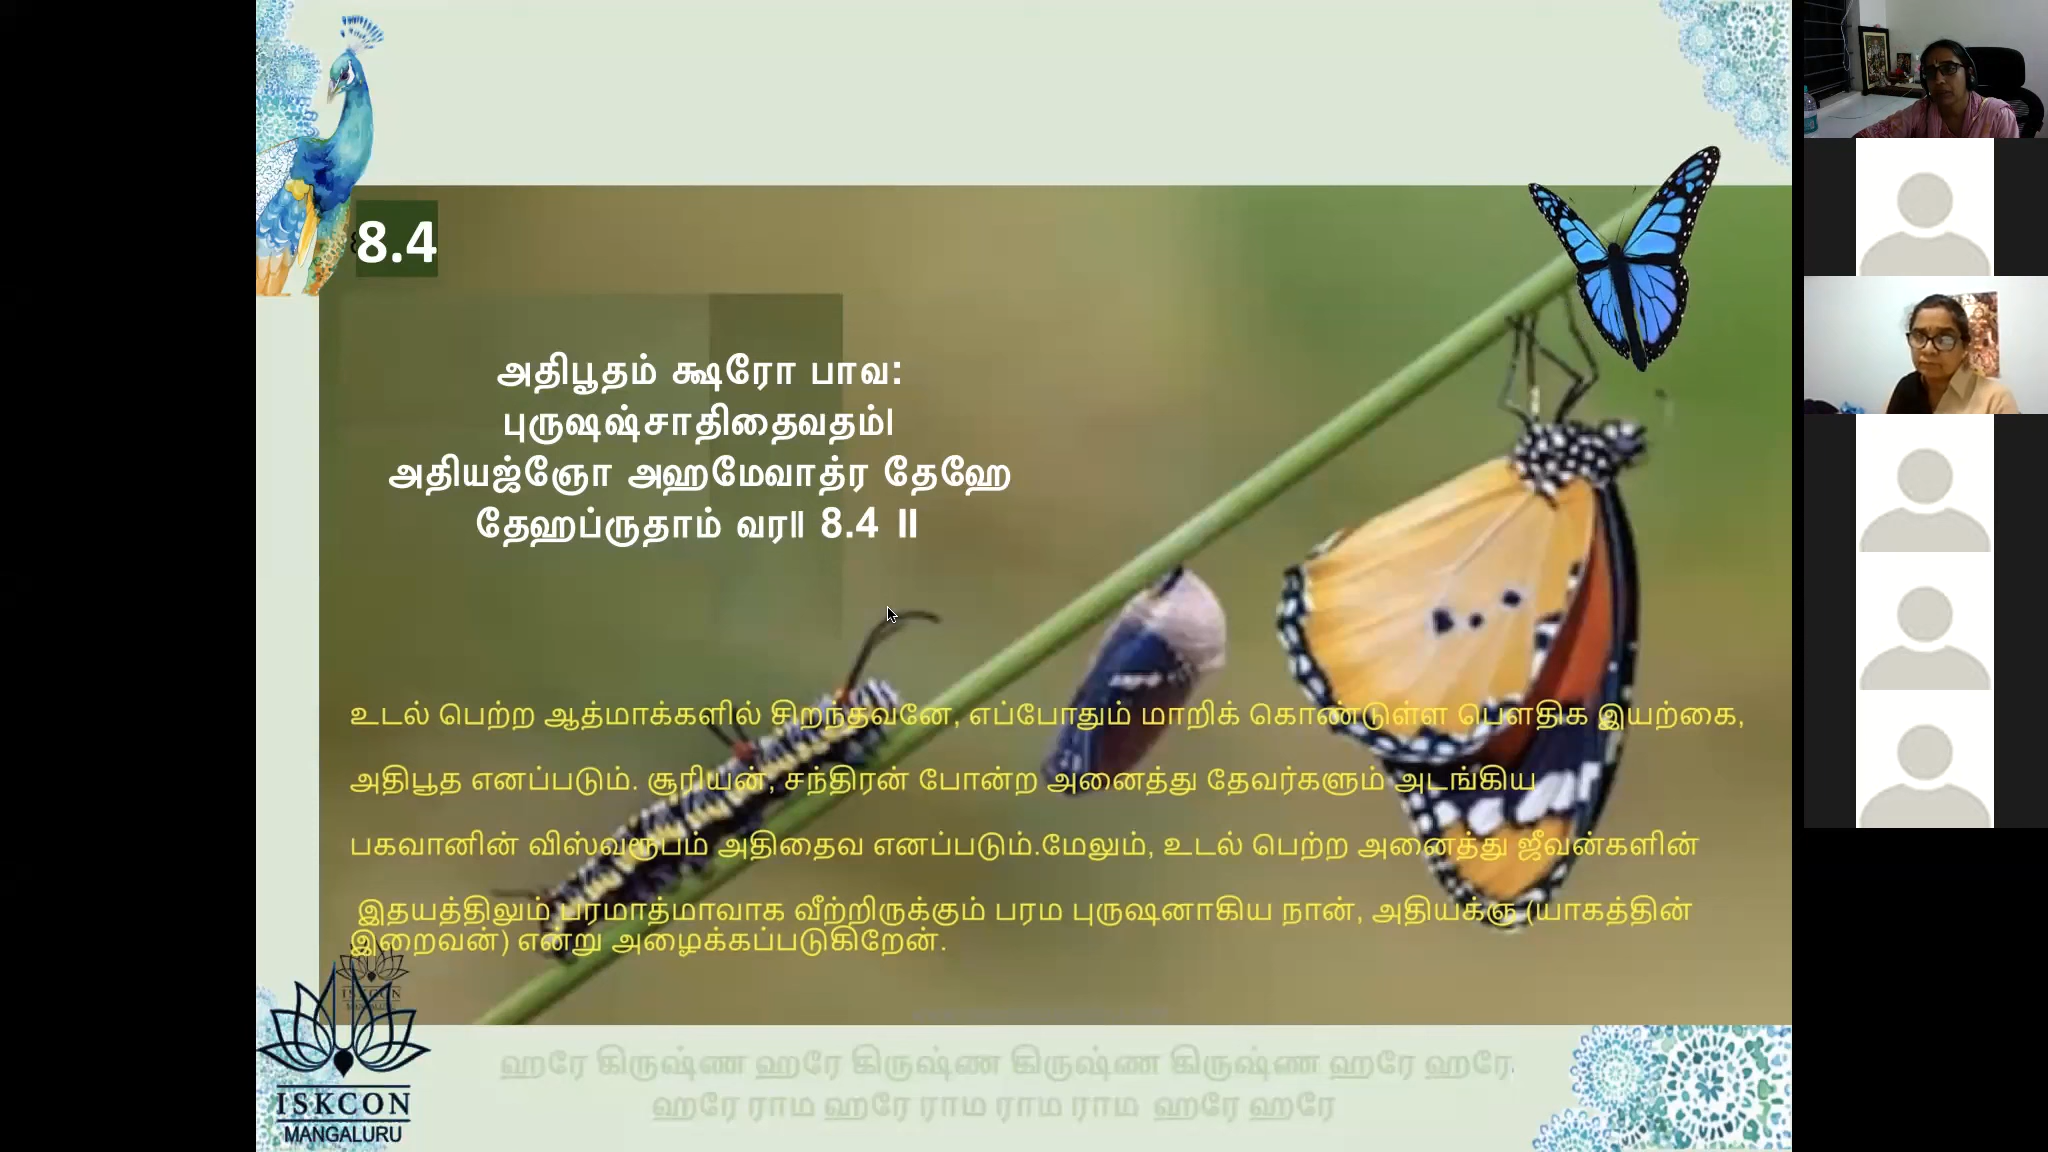 8.4
அதிபூதம் க்ஷரோ பாவ:
புருஷஷ்சாதிதைவதம்|
அதியஜ்ஞோ அஹமேவாத்ர தேஹே
தேஹப்ருதாம் வர॥ 8.4 ॥
உடல் பெற்ற ஆத்மாக்களில் சிறந்தவனே, எப்போதும் மாறிக் கொண்டுள்ள பௌதிக இயற்கை,
அதிபூத எனப்படும். சூரியன், சந்திரன் போன்ற அனைத்து தேவர்களும் அடங்கிய
பகவானின் விஸ்வரூபம் அதிதைவ எனப்படும்.மேலும், உடல் பெற்ற அனைத்து ஜீவன்களின்
இதயத்திலும் பரமாத்மாவாக வீற்றிருக்கும் பரம புருஷனாகிய நான், அதியக்ஞ (யாகத்தின்
இறைவன்) என்று அழைக்கப்படுகிறேன்.
ISKCON
MANGALURU
ISKCON
MANGALURU
ஹரே கிருஷ்ண ஹரே கிருஷ்ண கிருஷ்ண கிருஷ்ண ஹரே ஹரே
ஹரே ராம ஹரே ராம ராம ராம ஹரே ஹரே